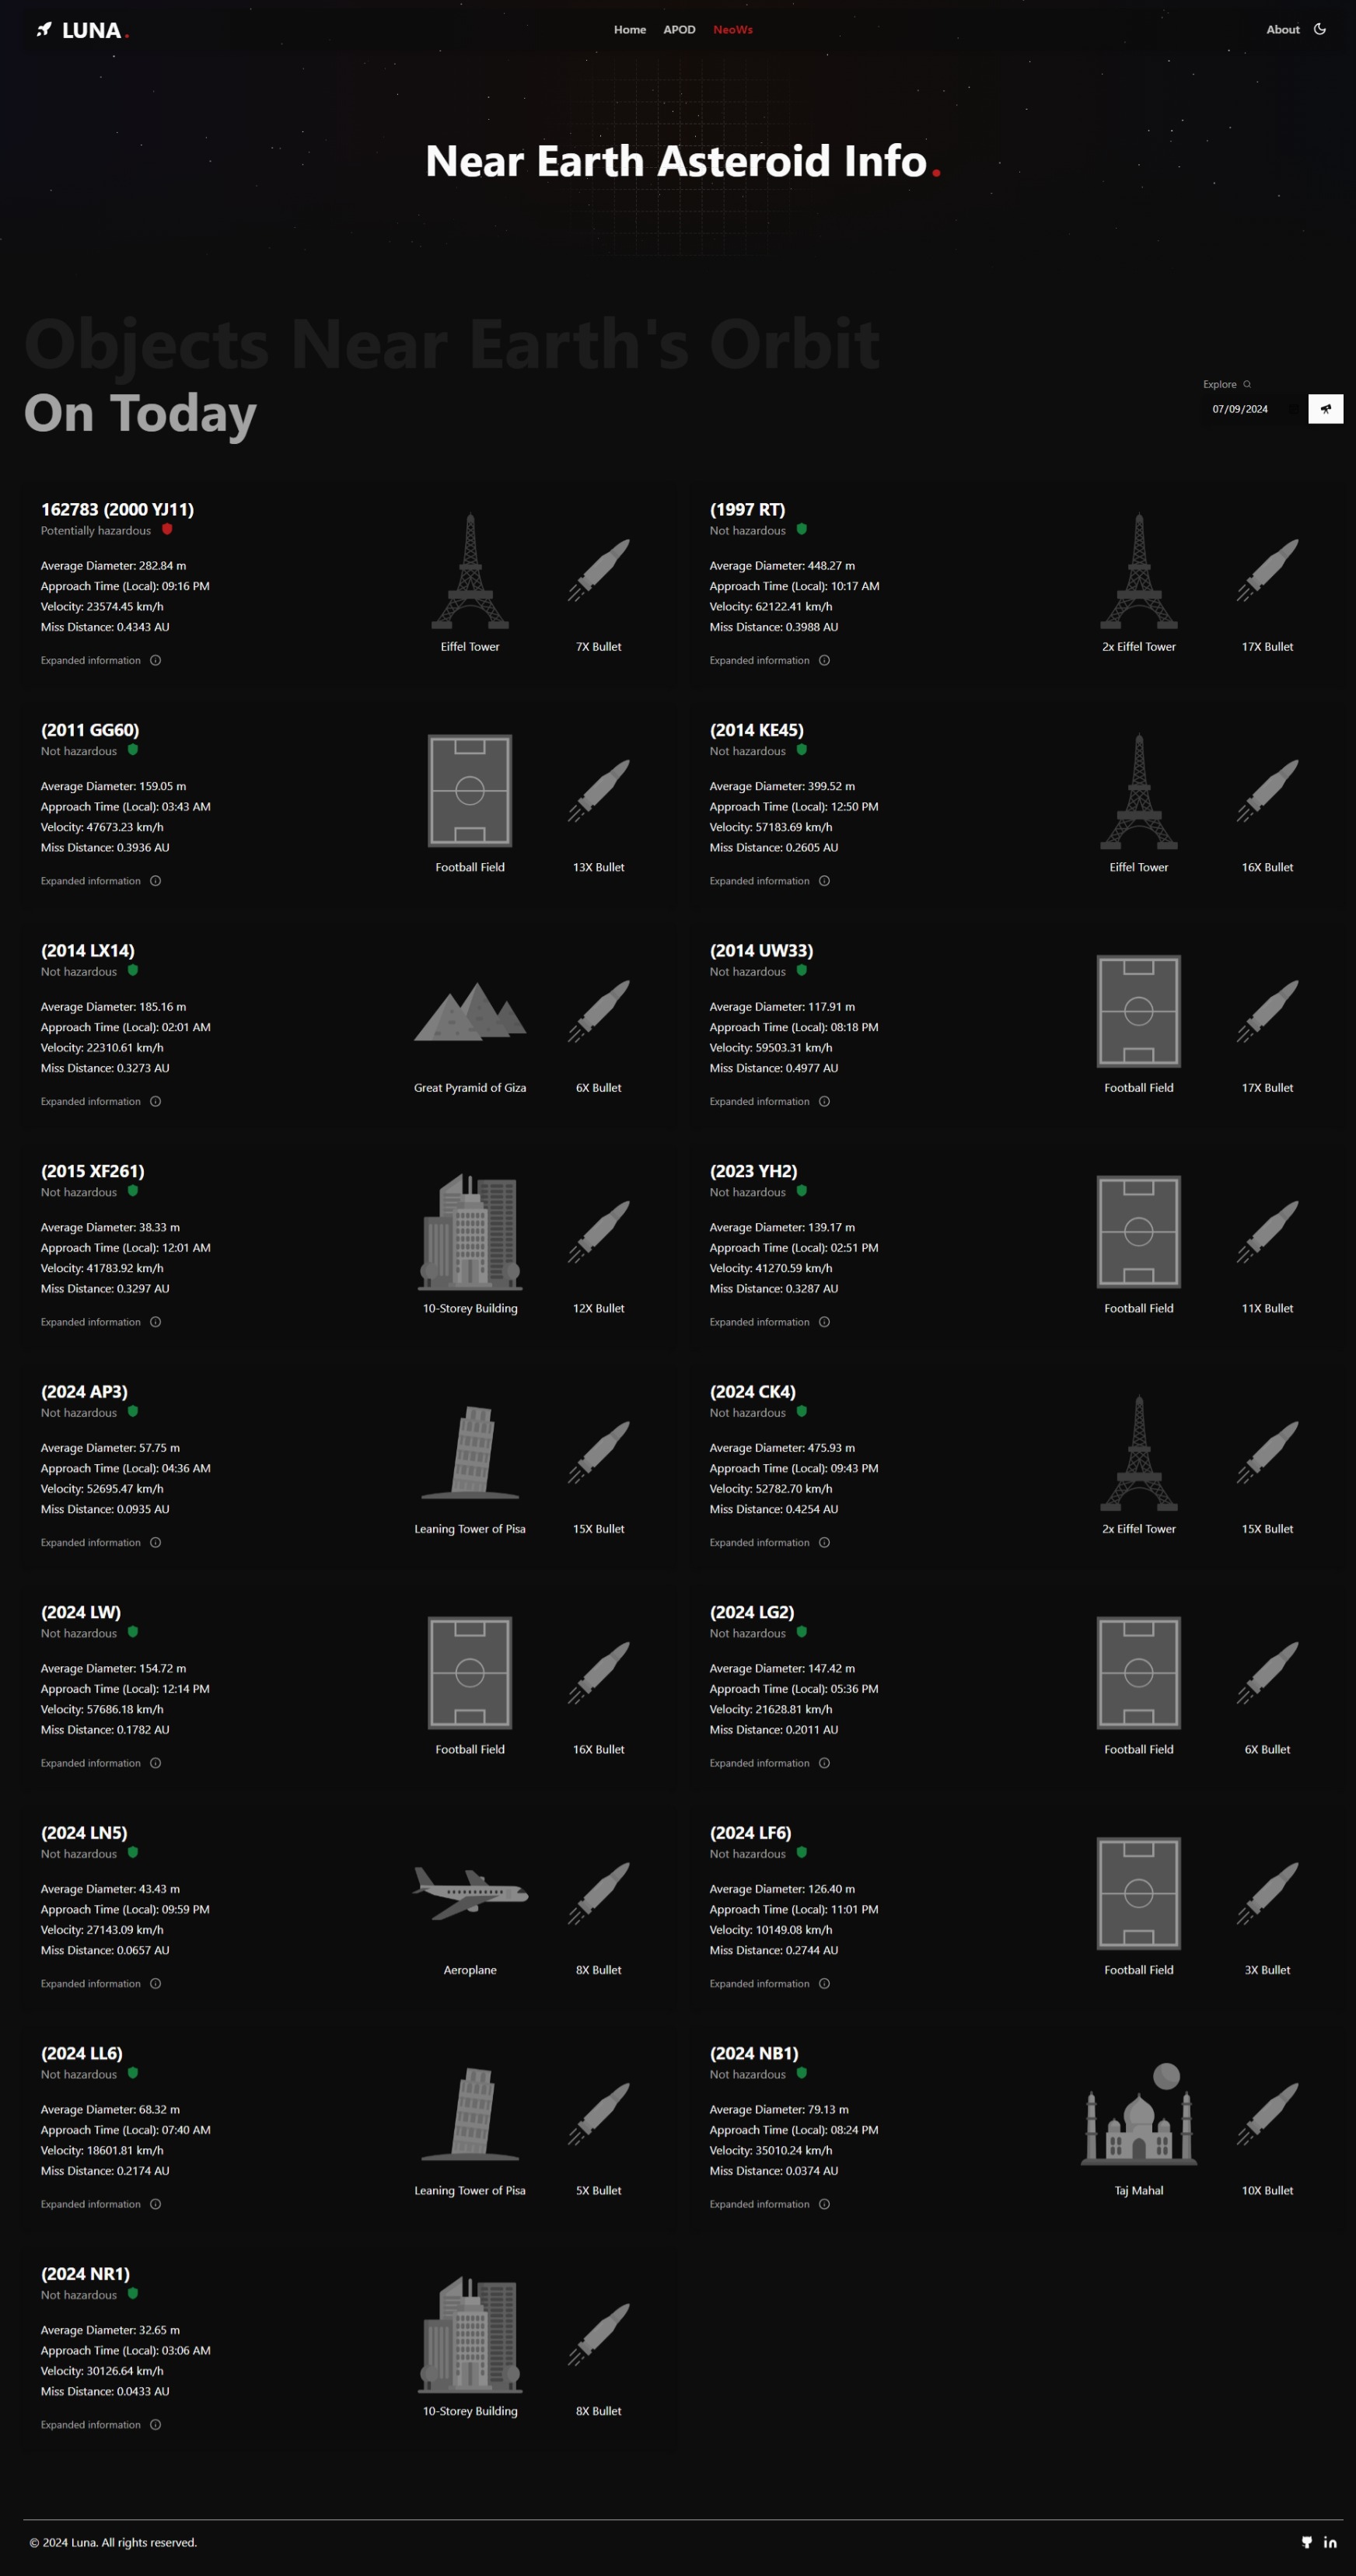 LUNA.
Home APOD NeoWs
About
Near Earth Asteroid Info.
Objects Near Earth's Orbit
On Today
Explore
07/09/2024
162783 (2000 YJ11)
Potentially hazardous
Average Diameter: 282.84 m
Approach Time (Local): 09:16 PM
Velocity: 23574.45 km/h
Miss Distance: 0.4343 AU
Expanded information
Eiffel Tower
7X Bullet
(1997 RT)
Not hazardous
Average Diameter: 448.27 m
Approach Time (Local): 10:17 AM
Velocity: 62122.41 km/h
Miss Distance: 0.3988 AU
Expanded information
2x Eiffel Tower
17X Bullet
(2011 GG60)
Not hazardous
Average Diameter: 159.05 m
Approach Time (Local): 03:43 AM
Velocity: 47673.23 km/h
Miss Distance: 0.3936 AU
Expanded information
Football Field
13X Bullet
(2014 KE45)
Not hazardous
Average Diameter: 399.52 m
Approach Time (Local): 12:50 PM
Velocity: 57183.69 km/h
Miss Distance: 0.2605 AU
Expanded information
Eiffel Tower
16X Bullet
(2014 LX14)
Not hazardous
Average Diameter: 185.16 m
Approach Time (Local): 02:01 AM
Velocity: 22310.61 km/h
Miss Distance: 0.3273 AU
Expanded information
Great Pyramid of Giza
6X Bullet
(2014 UW33)
Not hazardous
Average Diameter: 117.91 m
Approach Time (Local): 08:18 PM
Velocity: 59503.31 km/h
Miss Distance: 0.4977 AU
Expanded information
Football Field
17X Bullet
(2015 XF261)
Not hazardous
Average Diameter: 38.33 m
Approach Time (Local): 12:01 AM
Velocity: 41783.92 km/h
Miss Distance: 0.3297 AU
Expanded information
10-Storey Building
12X Bullet
(2023 YH2)
Not hazardous
Average Diameter: 139.17 m
Approach Time (Local): 02:51 PM
Velocity: 41270.59 km/h
Miss Distance: 0.3287 AU
Expanded information
Football Field
11X Bullet
(2024 AP3)
Not hazardous
Average Diameter: 57.75 m
Approach Time (Local): 04:36 AM
Velocity: 52695.47 km/h
Miss Distance: 0.0935 AU
Expanded information
Leaning Tower of Pisa
15X Bullet
(2024 CK4)
Not hazardous
Average Diameter: 475.93 m
Approach Time (Local): 09:43 PM
Velocity: 52782.70 km/h
Miss Distance: 0.4254 AU
Expanded information
2x Eiffel Tower
15X Bullet
(2024 LW)
Not hazardous
Average Diameter: 154.72 m
Approach Time (Local): 12:14 PM
Velocity: 57686.18 km/h
Miss Distance: 0.1782 AU
Expanded information
Football Field
16X Bullet
(2024 LG2)
Not hazardous
Average Diameter: 147.42 m
Approach Time (Local): 05:36 PM
Velocity: 21628.81 km/h
Miss Distance: 0.2011 AU
Expanded information
Football Field
6X Bullet
(2024 LN5)
Not hazardous
Average Diameter: 43.43 m
Approach Time (Local): 09:59 PM
Velocity: 27143.09 km/h
Miss Distance: 0.0657 AU
Expanded information
Aeroplane
8X Bullet
(2024 LF6)
Not hazardous
Average Diameter: 126.40 m
Approach Time (Local): 11:01 PM
Velocity: 10149.08 km/h
Miss Distance: 0.2744 AU
Expanded information
Football Field
3X Bullet
(2024 LL6)
Not hazardous
Average Diameter: 68.32 m
Approach Time (Local): 07:40 AM
Velocity: 18601.81 km/h
Miss Distance: 0.2174 AU
Expanded information
Leaning Tower of Pisa
5X Bullet
(2024 NB1)
Not hazardous
Average Diameter: 79.13 m
Approach Time (Local): 08:24 PM
Velocity: 35010.24 km/h
Miss Distance: 0.0374 AU
Expanded information
Taj Mahal
10X Bullet
(2024 NR1)
Not hazardous
Average Diameter: 32.65 m
Approach Time (Local): 03:06 AM
Velocity: 30126.64 km/h
Miss Distance: 0.0433 AU
Expanded information
10-Storey Building
8X Bullet
© 2024 Luna. All rights reserved.
in